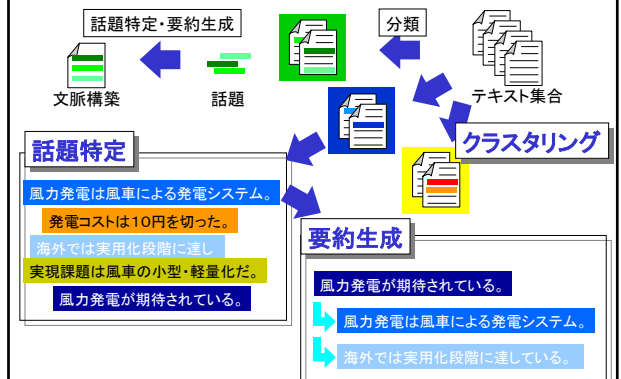 話題特定・要約生成
分類
文脈構築
話題
テキスト集合
クラスタリング
話題特定
風力発電は風車による発電システム。
発電コストは10円を切った。
海外では実用化段階に達し
実現課題は風車の小型・軽量化だ。
風力発電が期待されている。
要約生成
風力発電が期待されている。
風力発電は風車による発電システム。
海外では実用化段階に達している。